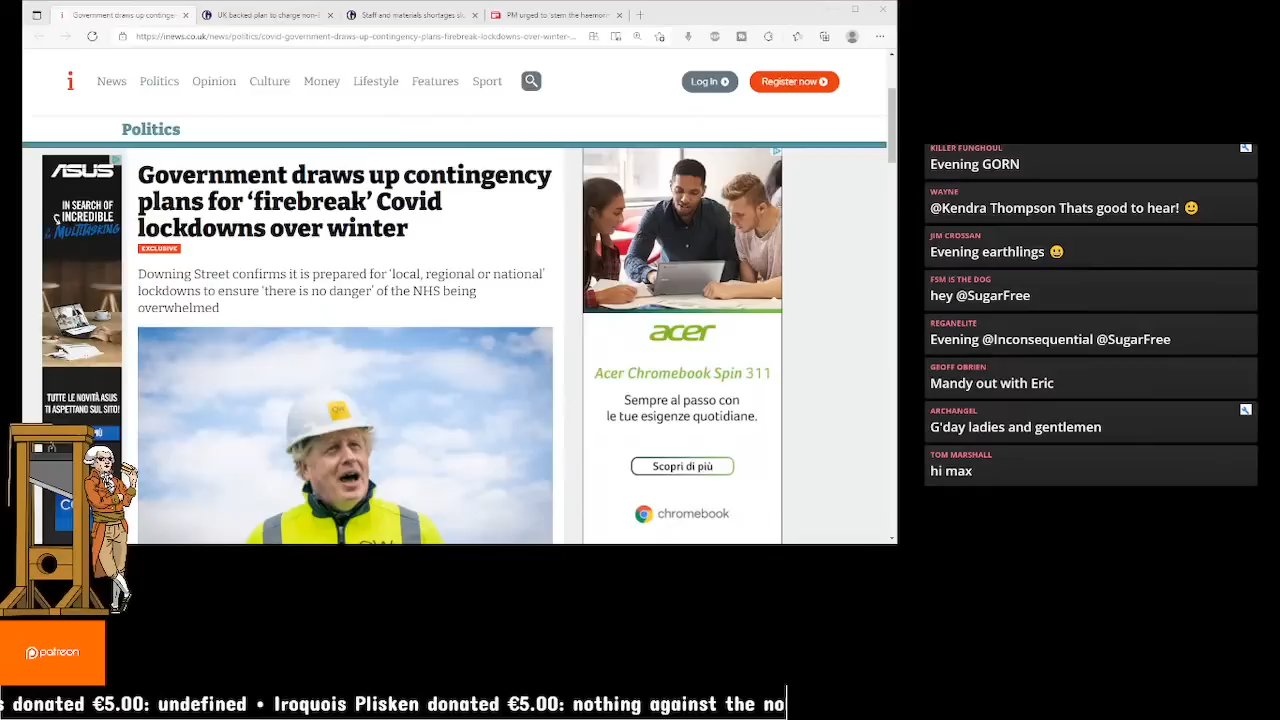 Government draws up continge
UK backed plan to charge non-l
Staff and materials shortages sl
PM urged to 'stem the haemorr
https://inews.co.uk/news/politics/covid-government-draws-up-contingency-plans-firebreak-lockdowns-over-winter-...
i
News
Politics
Opinion
Culture
Money
Lifestyle
Features
Sport
Log In
Register now
Politics
ASUS
IN SEARCH OF
INCREDIBLE
& MULTITASKING
TUTTE LE NOVITÀ ASUS
TI ASPETTANO SUL SITO!
Government draws up contingency
plans for ‘firebreak’ Covid
lockdowns over winter
EXCLUSIVE
Downing Street confirms it is prepared for ‘local, regional or national’
lockdowns to ensure ‘there is no danger’ of the NHS being
overwhelmed
acer
Acer Chromebook Spin 311
Sempre al passo con
le tue esigenze quotidiane.
Scopri di più
chromebook
KILLER FUNGHOUL
Evening GORN
WAYNE
@Kendra Thompson Thats good to hear! 🙂
JIM CROSSAN
Evening earthlings 😀
FSM IS THE DOG
hey @SugarFree
REGANELITE
Evening @Inconsequential @SugarFree
GEOFF OBRIEN
Mandy out with Eric
ARCHANGEL
G'day ladies and gentlemen
TOM MARSHALL
hi max
patreon
s donated €5.00: undefined • Iroquois Plisken donated €5.00: nothing against the no